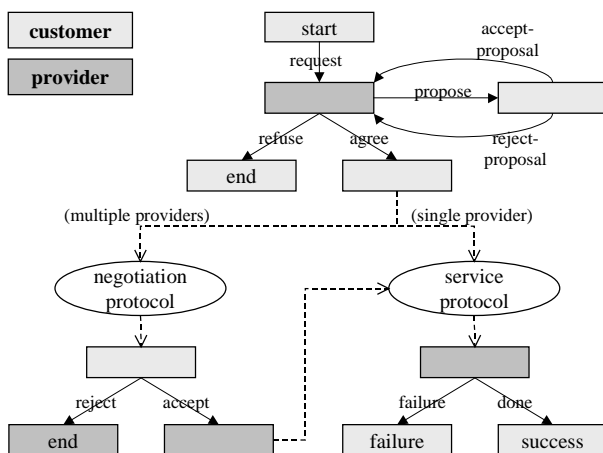 customer
provider
start
request
accept-
proposal
propose
reject-
proposal
refuse
agree
end
(multiple providers)
(single provider)
negotiation
protocol
service
protocol
reject
accept
failure
done
end
failure
success